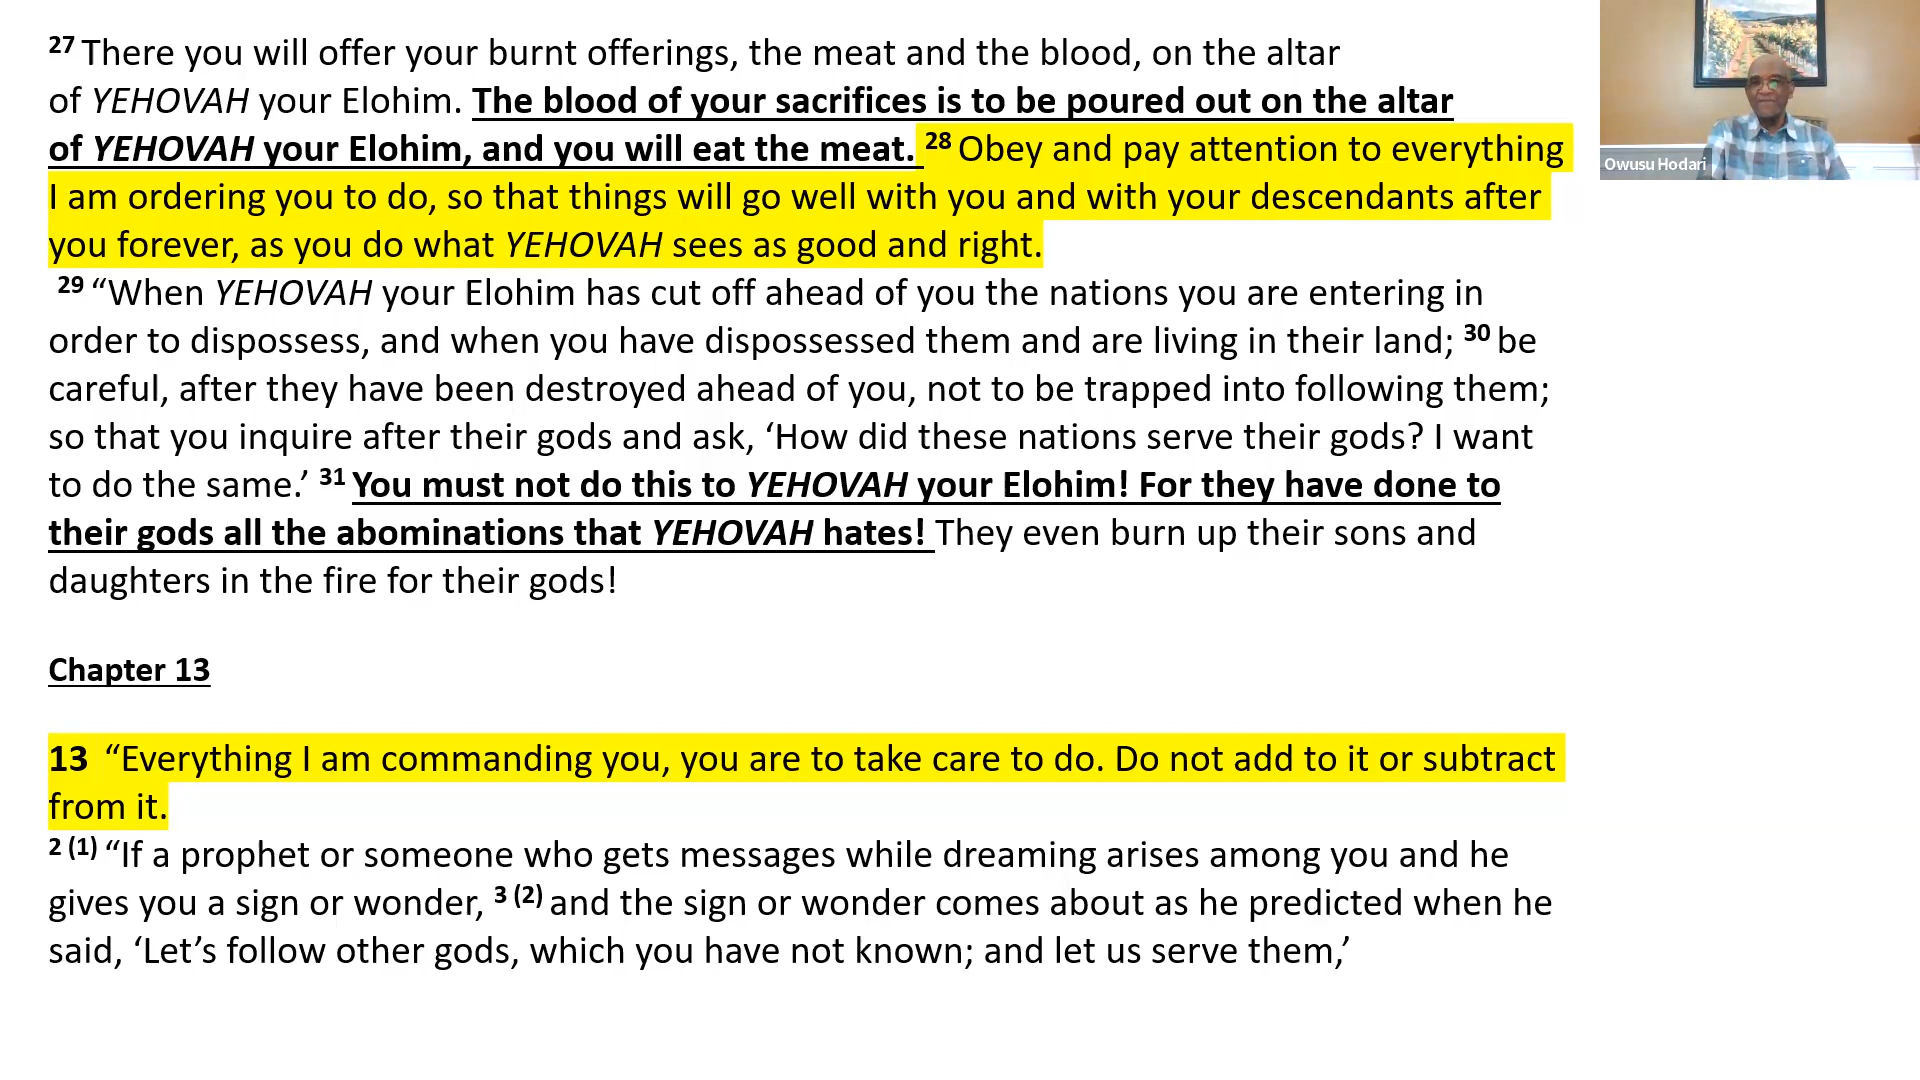 27 There you will offer your burnt offerings, the meat and the blood, on the altar
of YEHOVAH your Elohim. The blood of your sacrifices is to be poured out on the altar
of YEHOVAH your Elohim, and you will eat the meat. 28 Obey and pay attention to everything
I am ordering you to do, so that things will go well with you and with your descendants after
you forever, as you do what YEHOVAH sees as good and right.
29 “When YEHOVAH your Elohim has cut off ahead of you the nations you are entering in
order to dispossess, and when you have dispossessed them and are living in their land; 30 be
careful, after they have been destroyed ahead of you, not to be trapped into following them;
so that you inquire after their gods and ask, ‘How did these nations serve their gods? I want
to do the same.’ 31 You must not do this to YEHOVAH your Elohim! For they have done to
their gods all the abominations that YEHOVAH hates! They even burn up their sons and
daughters in the fire for their gods!
Chapter 13
13 “Everything I am commanding you, you are to take care to do. Do not add to it or subtract
from it.
2 (1) “If a prophet or someone who gets messages while dreaming arises among you and he
gives you a sign or wonder, 3 (2) and the sign or wonder comes about as he predicted when he
said, ‘Let’s follow other gods, which you have not known; and let us serve them,’
Owusu Hodari